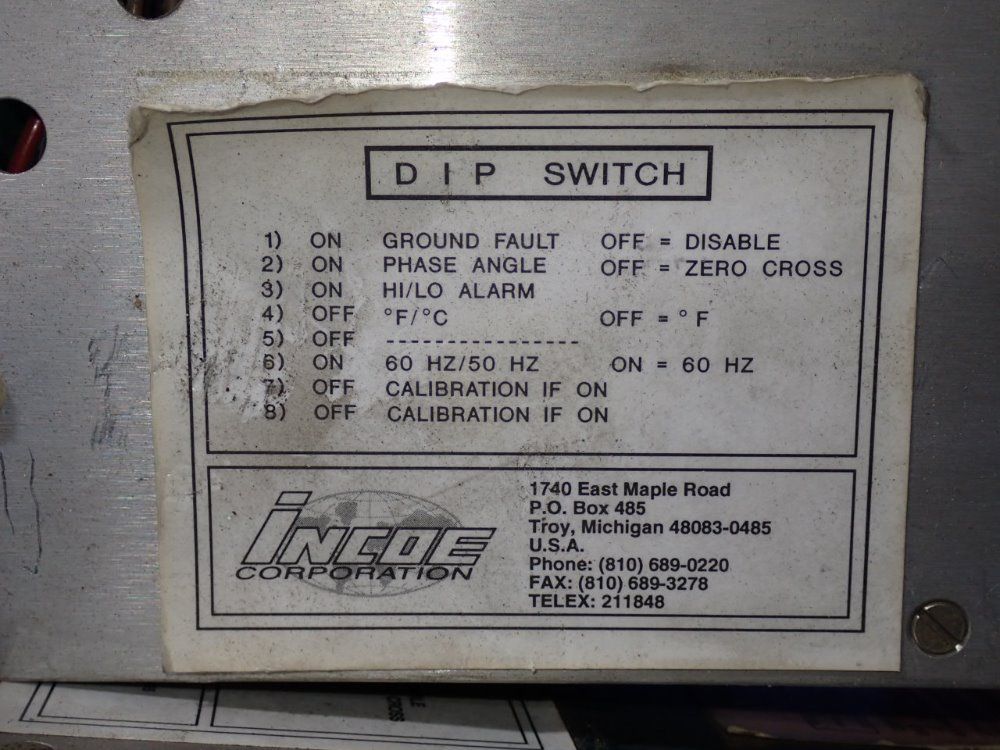 DIP SWITCH
1) ON GROUND FAULT OFF = DISABLE
2) ON PHASE ANGLE OFF = ZERO CROSS
3) ON HI/LO ALARM
4) OFF °F/°C OFF = °F
5) OFF ----------------
6) ON 60 HZ/50 HZ ON = 60 HZ
7) OFF CALIBRATION IF ON
8) OFF CALIBRATION IF ON
INCOE
CORPORATION
1740 East Maple Road
P.O. Box 485
Troy, Michigan 48083-0485
U.S.A.
Phone: (810) 689-0220
FAX: (810) 689-3278
TELEX: 211848
CROSS